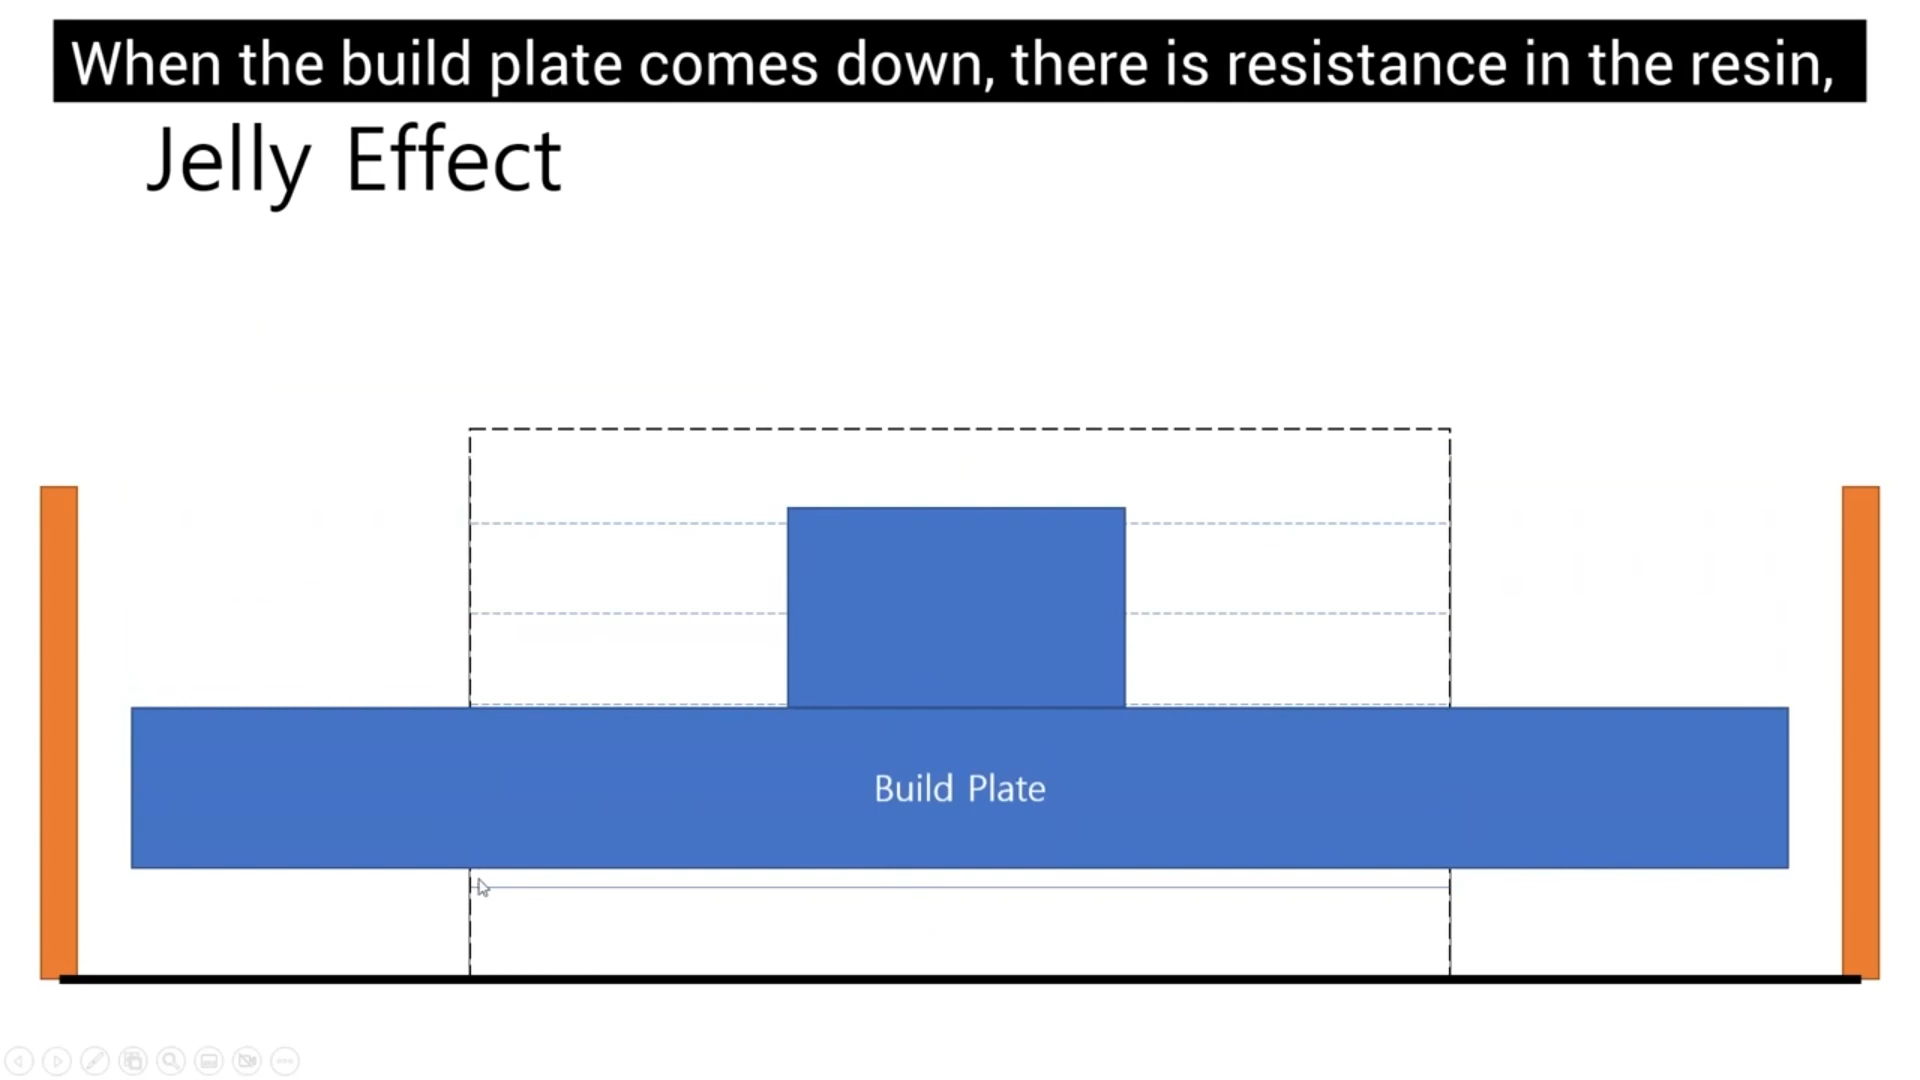 When the build plate comes down, there is resistance in the resin,
Jelly Effect
Build Plate